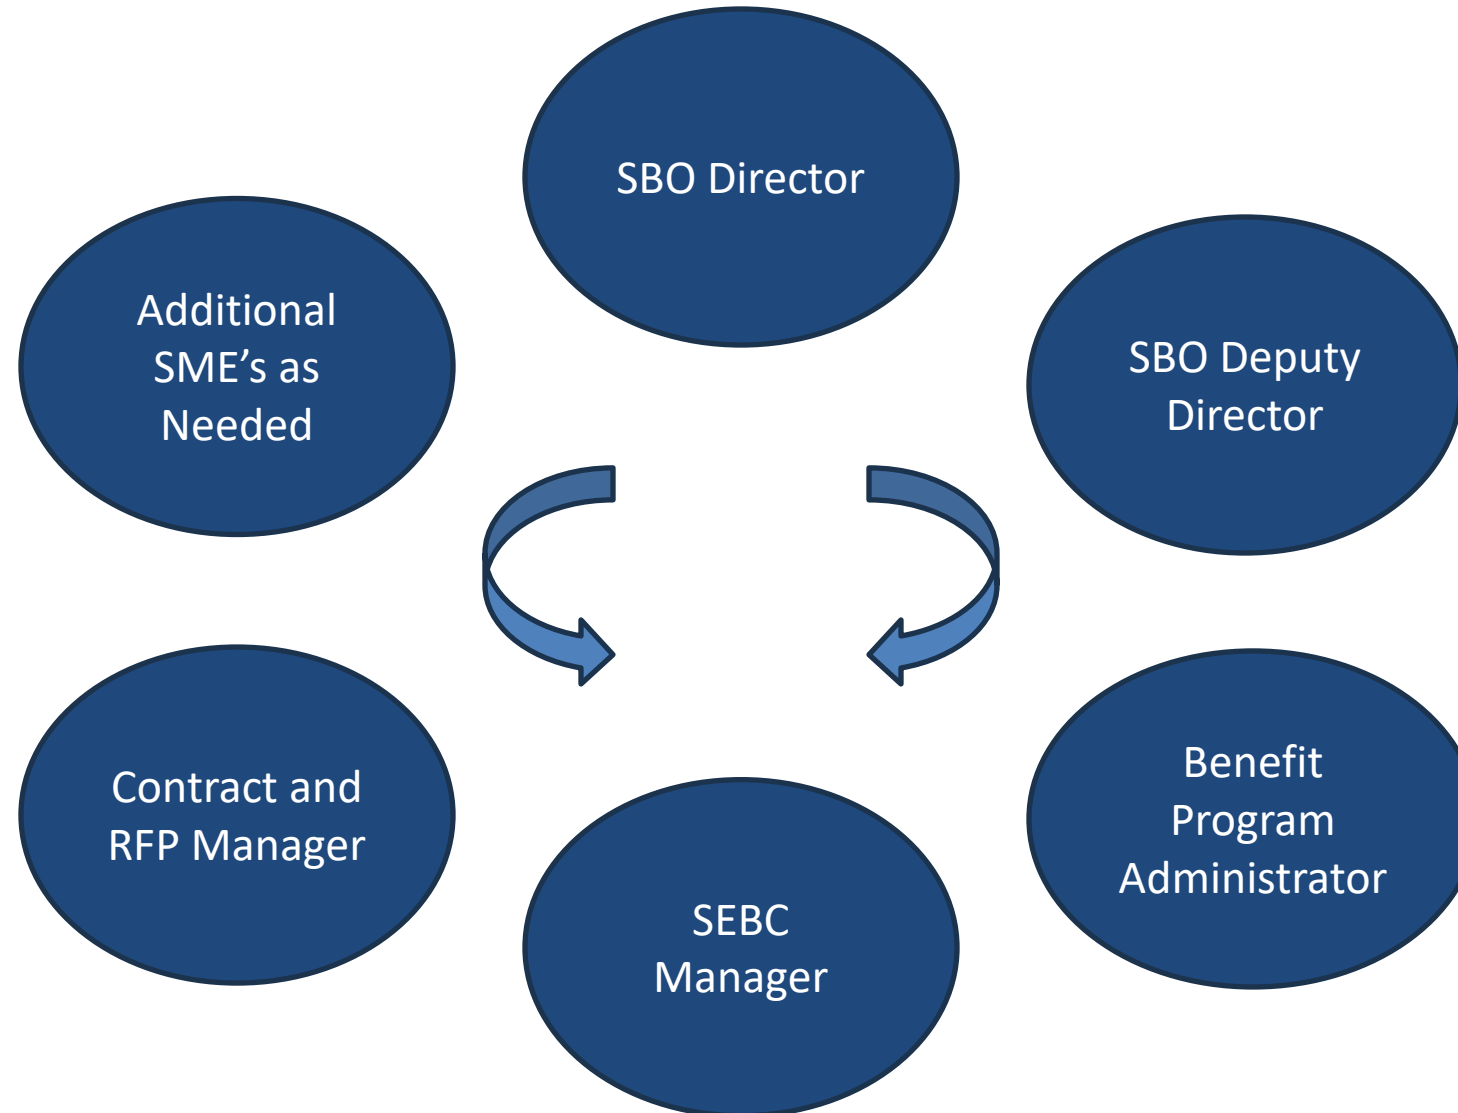 SBO Director
Additional
SME’s as
Needed
SBO Deputy
Director
Contract and
RFP Manager
Benefit
Program
Administrator
SEBC
Manager